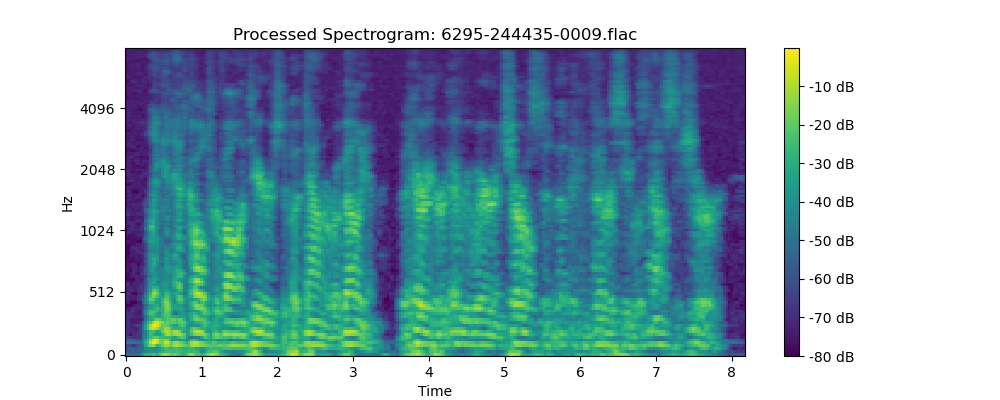 Processed Spectrogram: 6295-244435-0009.flac
Hz
4096
2048
1024
512
0
0 1 2 3 4 5 6 7 8
Time
-10 dB
-20 dB
-30 dB
-40 dB
-50 dB
-60 dB
-70 dB
-80 dB